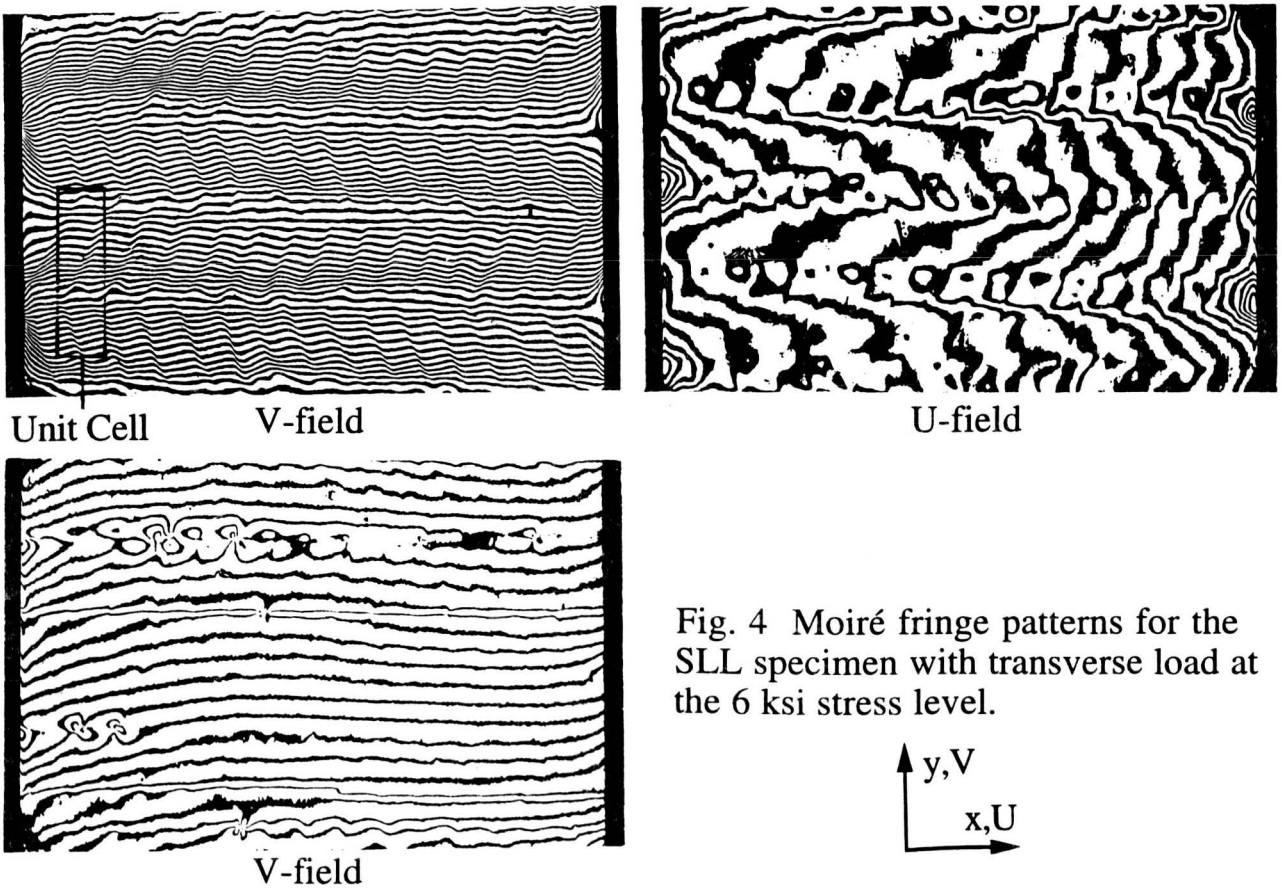 Unit Cell
V-field
U-field
V-field
Fig. 4 Moiré fringe patterns for the
SLL specimen with transverse load at
the 6 ksi stress level.
y,V
x,U